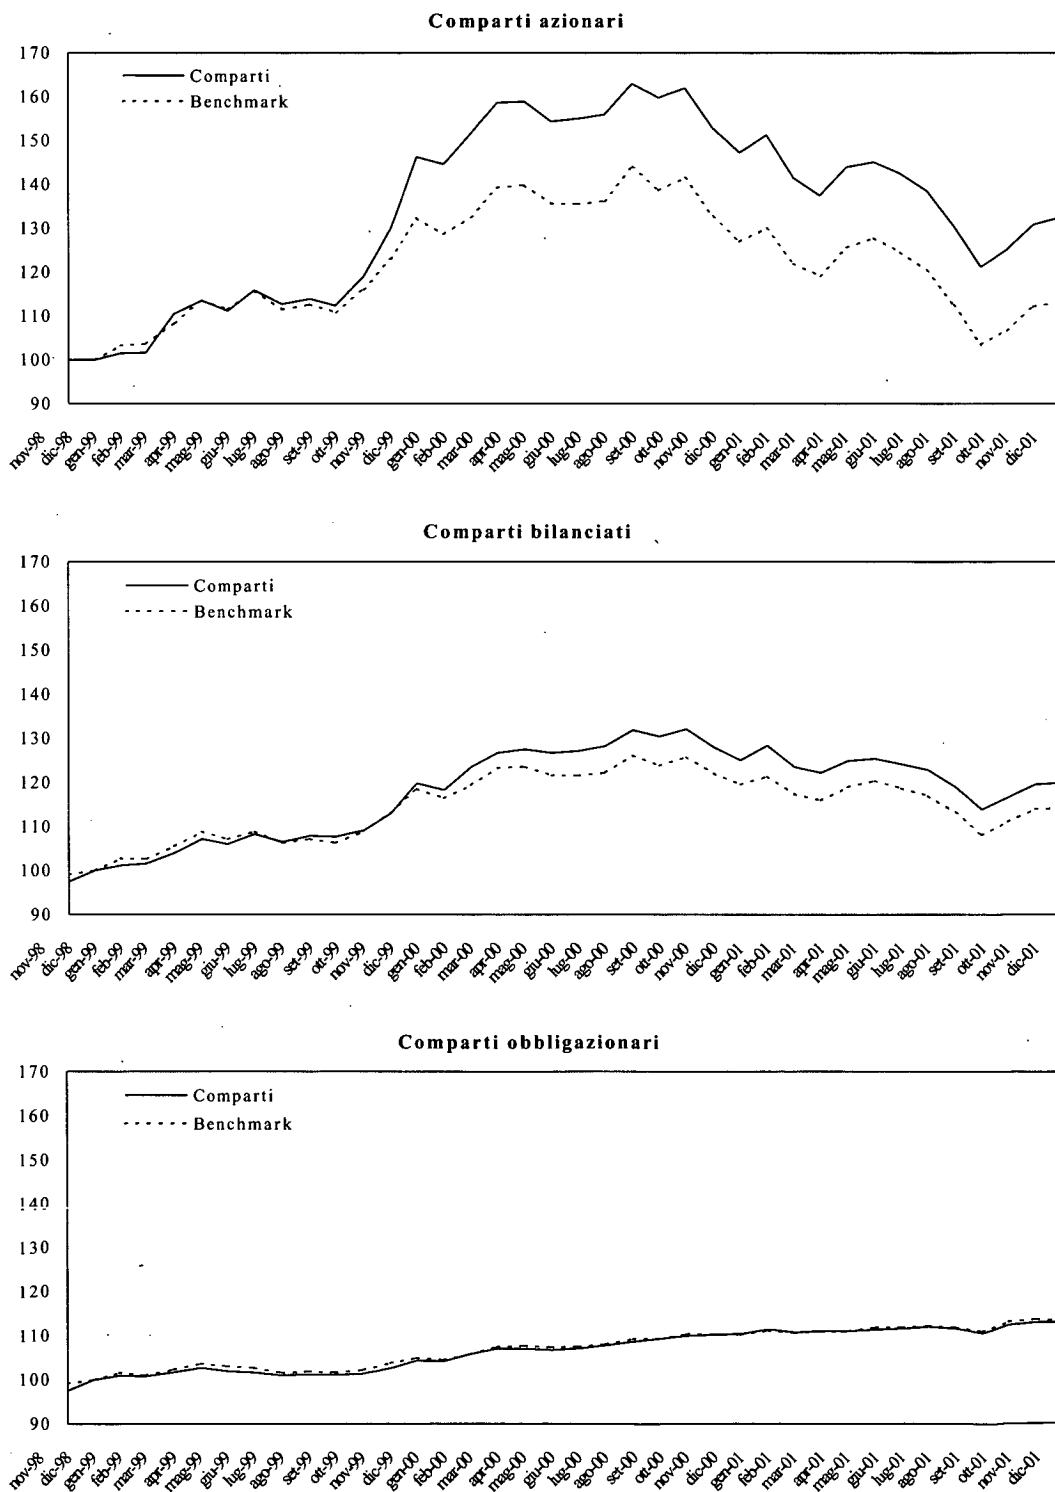 Comparti azionari
170
160
150
140
130
120
110
100
90
Comparti
Benchmark
nov-98 dic-98 gen-99 feb-99 mar-99 apr-99 mag-99 giu-99 lug-99 ago-99 set-99 ott-99 nov-99 dic-99 gen-00 feb-00 mar-00 apr-00 mag-00 giu-00 lug-00 ago-00 set-00 ott-00 nov-00 dic-00 gen-01 feb-01 mar-01 apr-01 mag-01 giu-01 lug-01 ago-01 set-01 ott-01 nov-01 dic-01
Comparti bilanciati
170
160
150
140
130
120
110
100
90
Comparti
Benchmark
nov-98 dic-98 gen-99 feb-99 mar-99 apr-99 mag-99 giu-99 lug-99 ago-99 set-99 ott-99 nov-99 dic-99 gen-00 feb-00 mar-00 apr-00 mag-00 giu-00 lug-00 ago-00 set-00 ott-00 nov-00 dic-00 gen-01 feb-01 mar-01 apr-01 mag-01 giu-01 lug-01 ago-01 set-01 ott-01 nov-01 dic-01
Comparti obbligazionari
170
160
150
140
130
120
110
100
90
Comparti
Benchmark
nov-98 dic-98 gen-99 feb-99 mar-99 apr-99 mag-99 giu-99 lug-99 ago-99 set-99 ott-99 nov-99 dic-99 gen-00 feb-00 mar-00 apr-00 mag-00 giu-00 lug-00 ago-00 set-00 ott-00 nov-00 dic-00 gen-01 feb-01 mar-01 apr-01 mag-01 giu-01 lug-01 ago-01 set-01 ott-01 nov-01 dic-01